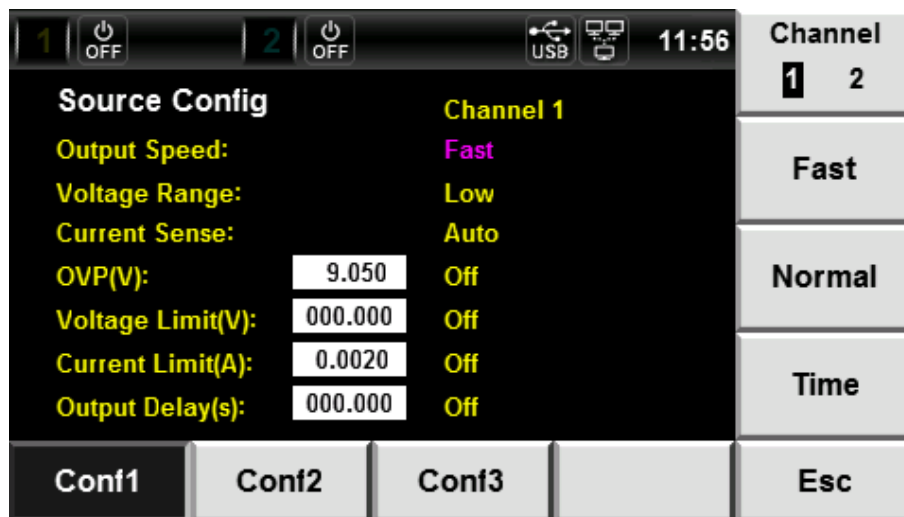 1 OFF 2 OFF USB 11:56
Channel
1 2
Source Config Channel 1
Output Speed: Fast
Voltage Range: Low
Current Sense: Auto
OVP(V): 9.050 Off
Voltage Limit(V): 000.000 Off
Current Limit(A): 0.0020 Off
Output Delay(s): 000.000 Off
Fast
Normal
Time
Conf1 Conf2 Conf3 Esc